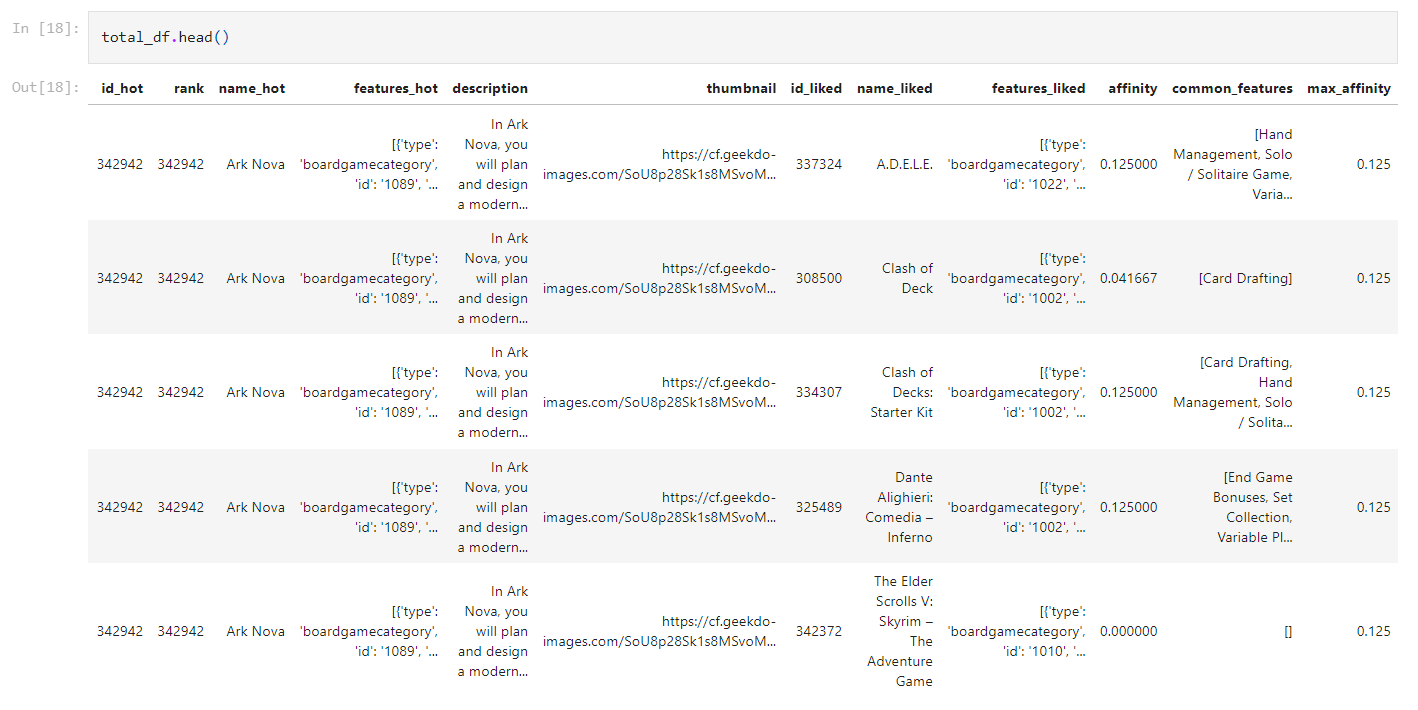 In [18]:
total_df.head()
Out[18]:
id_hot rank name_hot features_hot description thumbnail id_liked name_liked features_liked affinity common_features max_affinity
342942 342942 Ark Nova [{'type': 'boardgamecategory', 'id': '1089', '... In Ark Nova, you will plan and design a modern... https://cf.geekdo-images.com/SoU8p28Sk1s8MSvoM... 337324 A.D.E.L.E. [{'type': 'boardgamecategory', 'id': '1022', '... 0.125000 [Hand Management, Solo / Solitaire Game, Varia... 0.125
342942 342942 Ark Nova [{'type': 'boardgamecategory', 'id': '1089', '... In Ark Nova, you will plan and design a modern... https://cf.geekdo-images.com/SoU8p28Sk1s8MSvoM... 308500 Clash of Deck [{'type': 'boardgamecategory', 'id': '1002', '... 0.041667 [Card Drafting] 0.125
342942 342942 Ark Nova [{'type': 'boardgamecategory', 'id': '1089', '... In Ark Nova, you will plan and design a modern... https://cf.geekdo-images.com/SoU8p28Sk1s8MSvoM... 334307 Clash of Decks: Starter Kit [{'type': 'boardgamecategory', 'id': '1002', '... 0.125000 [Card Drafting, Hand Management, Solo / Solita... 0.125
342942 342942 Ark Nova [{'type': 'boardgamecategory', 'id': '1089', '... In Ark Nova, you will plan and design a modern... https://cf.geekdo-images.com/SoU8p28Sk1s8MSvoM... 325489 Dante Alighieri: Comedia – Inferno [{'type': 'boardgamecategory', 'id': '1002', '... 0.125000 [End Game Bonuses, Set Collection, Variable Pl... 0.125
342942 342942 Ark Nova [{'type': 'boardgamecategory', 'id': '1089', '... In Ark Nova, you will plan and design a modern... https://cf.geekdo-images.com/SoU8p28Sk1s8MSvoM... 342372 The Elder Scrolls V: Skyrim – The Adventure Game [{'type': 'boardgamecategory', 'id': '1010', '... 0.000000 [] 0.125